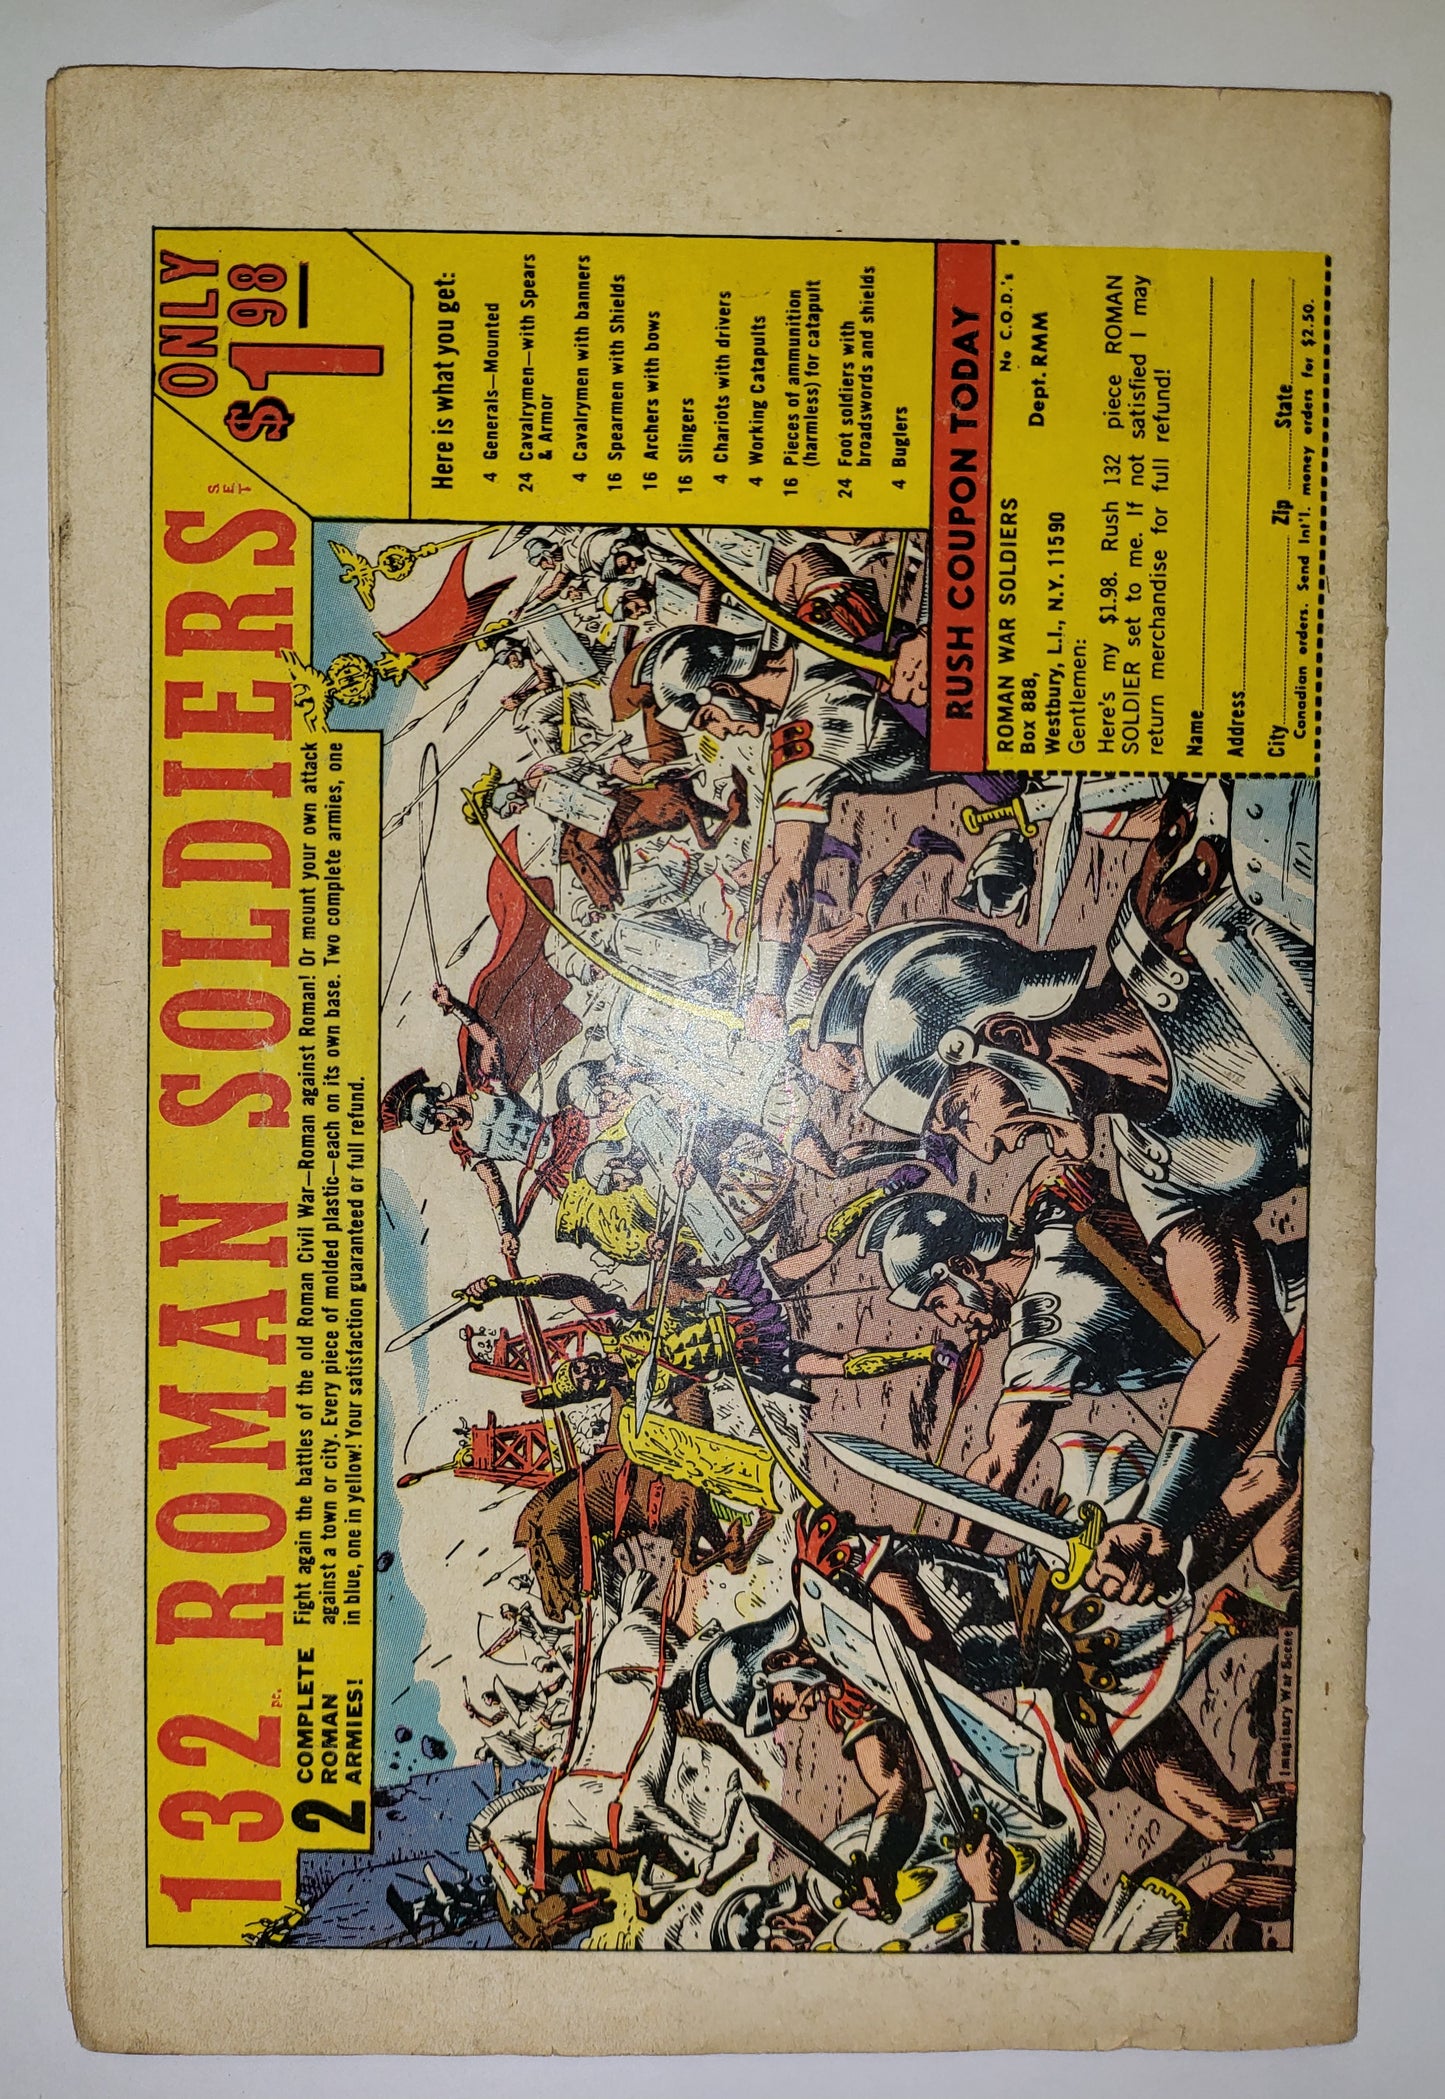 132 PC. ROMAN SOLDIERS SET
ONLY
$1 98
2 COMPLETE
ROMAN
ARMIES!
Fight again the battles of the old Roman Civil War—Roman against Roman! Or mount your own attack
against a town or city. Every piece of molded plastic—each on its own base. Two complete armies, one
in blue, one in yellow! Your satisfaction guaranteed or full refund.
Here is what you get:
4 Generals—Mounted
24 Cavalrymen—with Spears
& Armor
4 Cavalrymen with banners
16 Spearmen with Shields
16 Archers with bows
16 Slingers
4 Chariots with drivers
4 Working Catapults
16 Pieces of ammunition
(harmless) for catapult
24 Foot soldiers with
broadswords and shields
4 Buglers
RUSH COUPON TODAY
ROMAN WAR SOLDIERS No C.O.D.'s
Box 888, Dept. RMM
Westbury, L.I., N.Y. 11590
Gentlemen:
Here's my $1.98. Rush 132 piece ROMAN
SOLDIER set to me. If not satisfied I may
return merchandise for full refund!
Name
Address
City Zip State
Canadian orders. Send Int'l. money orders for $2.50.
Imaginary War Scene